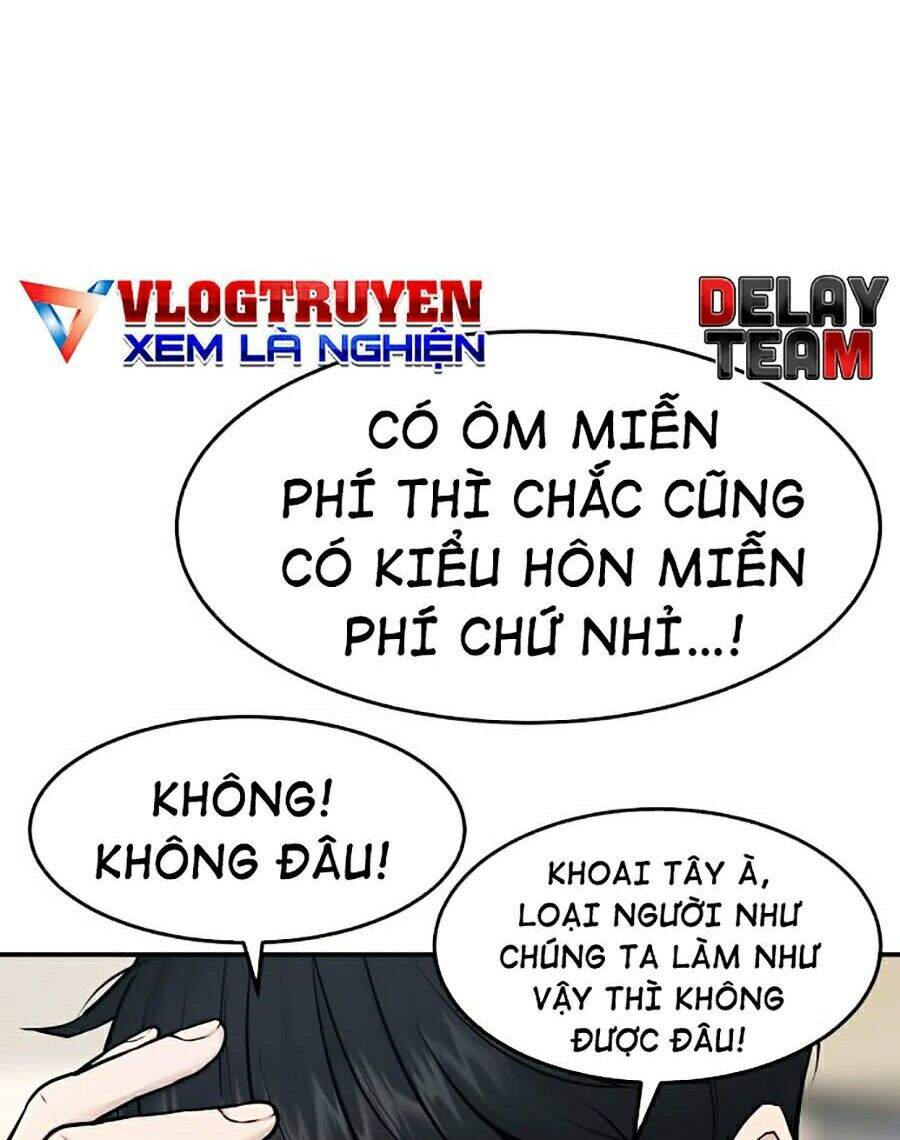 VLOGTRUYEN
XEM LÀ NGHIỆN
DELAY
TEAM
CÓ ÔM MIỄN
PHÍ THÌ CHẮC CŨNG
CÓ KIỂU HÔN MIỄN
PHÍ CHỨ NHỈ...!
KHÔNG!
KHÔNG ĐÂU!
KHOAI TÂY À,
LOẠI NGƯỜI NHƯ
CHÚNG TA LÀM NHƯ
VẬY THÌ KHÔNG
ĐƯỢC ĐÂU!